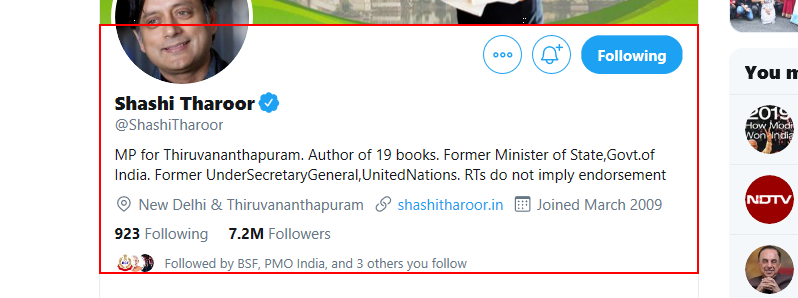 Following
You m
Shashi Tharoor
@ShashiTharoor
MP for Thiruvananthapuram. Author of 19 books. Former Minister of State,Govt.of
India. Former UnderSecretaryGeneral,UnitedNations. RTs do not imply endorsement
New Delhi & Thiruvananthapuram shashitharoor.in Joined March 2009
923 Following 7.2M Followers
Followed by BSF, PMO India, and 3 others you follow
2019
How Modi
Won India
NDTV